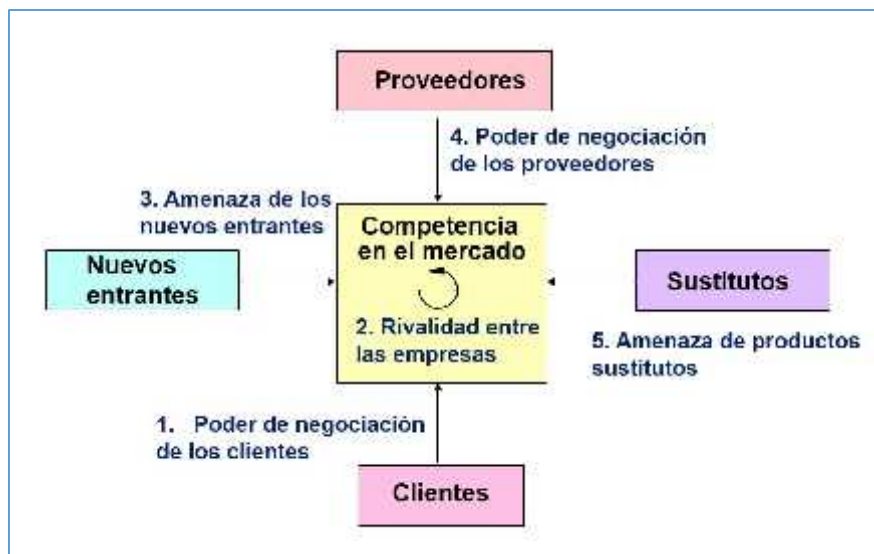 Proveedores
4. Poder de negociación
de los proveedores
3. Amenaza de los
nuevos entrantes
Competencia
en el mercado
Nuevos
entrantes
Sustitutos
2. Rivalidad entre
las empresas
5. Amenaza de productos
sustitutos
1. Poder de negociación
de los clientes
Clientes